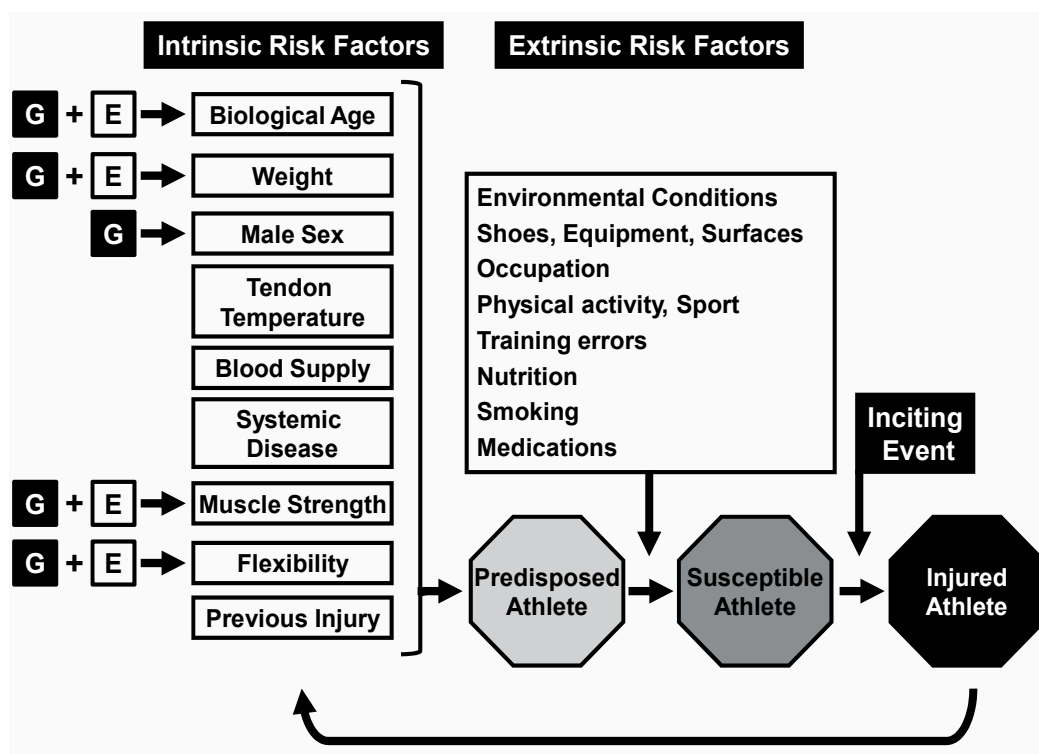 Intrinsic Risk Factors
Extrinsic Risk Factors
G + E Biological Age
G + E Weight
G Male Sex
Tendon
Temperature
Blood Supply
Systemic
Disease
G + E Muscle Strength
G + E Flexibility
Previous Injury
Environmental Conditions
Shoes, Equipment, Surfaces
Occupation
Physical activity, Sport
Training errors
Nutrition
Smoking
Medications
Inciting
Event
Predisposed
Athlete
Susceptible
Athlete
Injured
Athlete